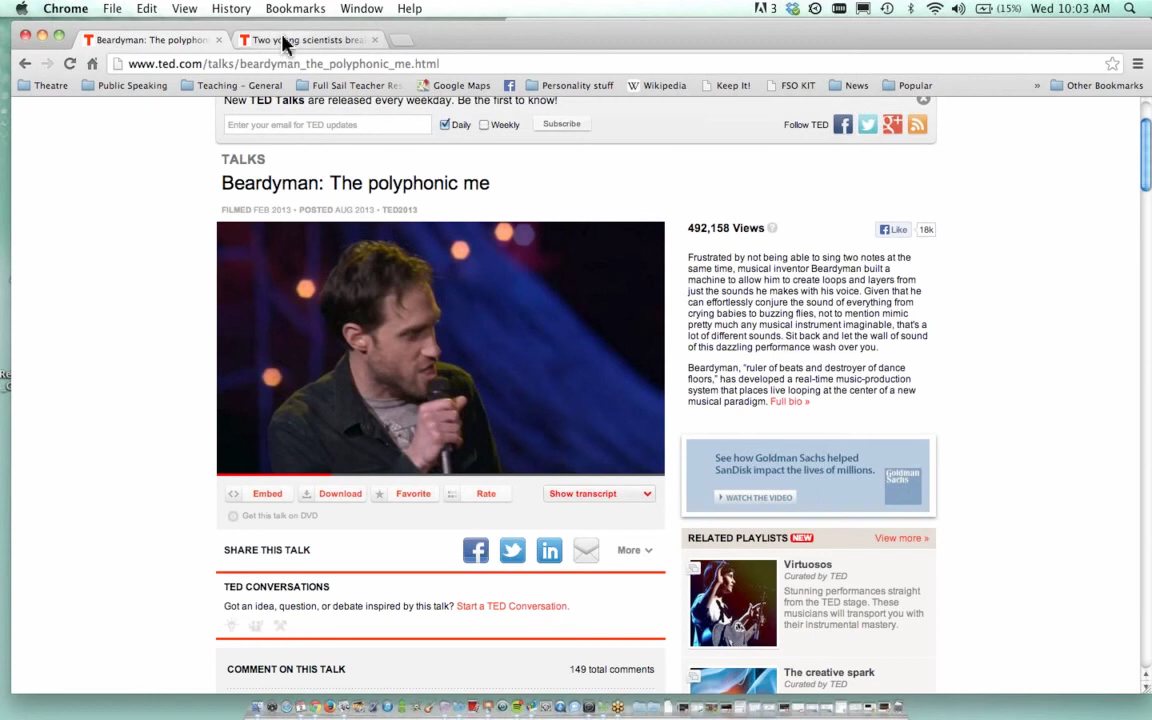 Chrome File Edit View History Bookmarks Window Help
3 (15%) Wed 10:03 AM
Beardyman: The polyphon
Two young scientists brea
www.ted.com/talks/beardyman_the_polyphonic_me.html
Theatre Public Speaking Teaching – General Full Sail Teacher Res Google Maps Personality stuff Wikipedia Keep It! FSO KIT News Popular » Other Bookmarks
New TED Talks are released every weekday. Be the first to know!
Enter your email for TED updates Daily Weekly Subscribe Follow TED
TALKS
Beardyman: The polyphonic me
FILMED FEB 2013 • POSTED AUG 2013 • TED2013
492,158 Views ? Like 18k
Frustrated by not being able to sing two notes at the
same time, musical inventor Beardyman built a
machine to allow him to create loops and layers from
just the sounds he makes with his voice. Given that he
can effortlessly conjure the sound of everything from
crying babies to buzzing flies, not to mention mimic
pretty much any musical instrument imaginable, that's a
lot of different sounds. Sit back and let the wall of sound
of this dazzling performance wash over you.
Beardyman, "ruler of beats and destroyer of dance
floors," has developed a real-time music-production
system that places live looping at the center of a new
musical paradigm. Full bio »
See how Goldman Sachs helped
SanDisk impact the lives of millions.
Goldman
Sachs
WATCH THE VIDEO
Embed Download Favorite Rate Show transcript
Get this talk on DVD
SHARE THIS TALK More
TED CONVERSATIONS
Got an idea, question, or debate inspired by this talk? Start a TED Conversation.
COMMENT ON THIS TALK 149 total comments
RELATED PLAYLISTS NEW View more »
Virtuosos
Curated by TED
Stunning performances straight
from the TED stage. These
musicians will transport you with
their instrumental mastery.
The creative spark
Curated by TED